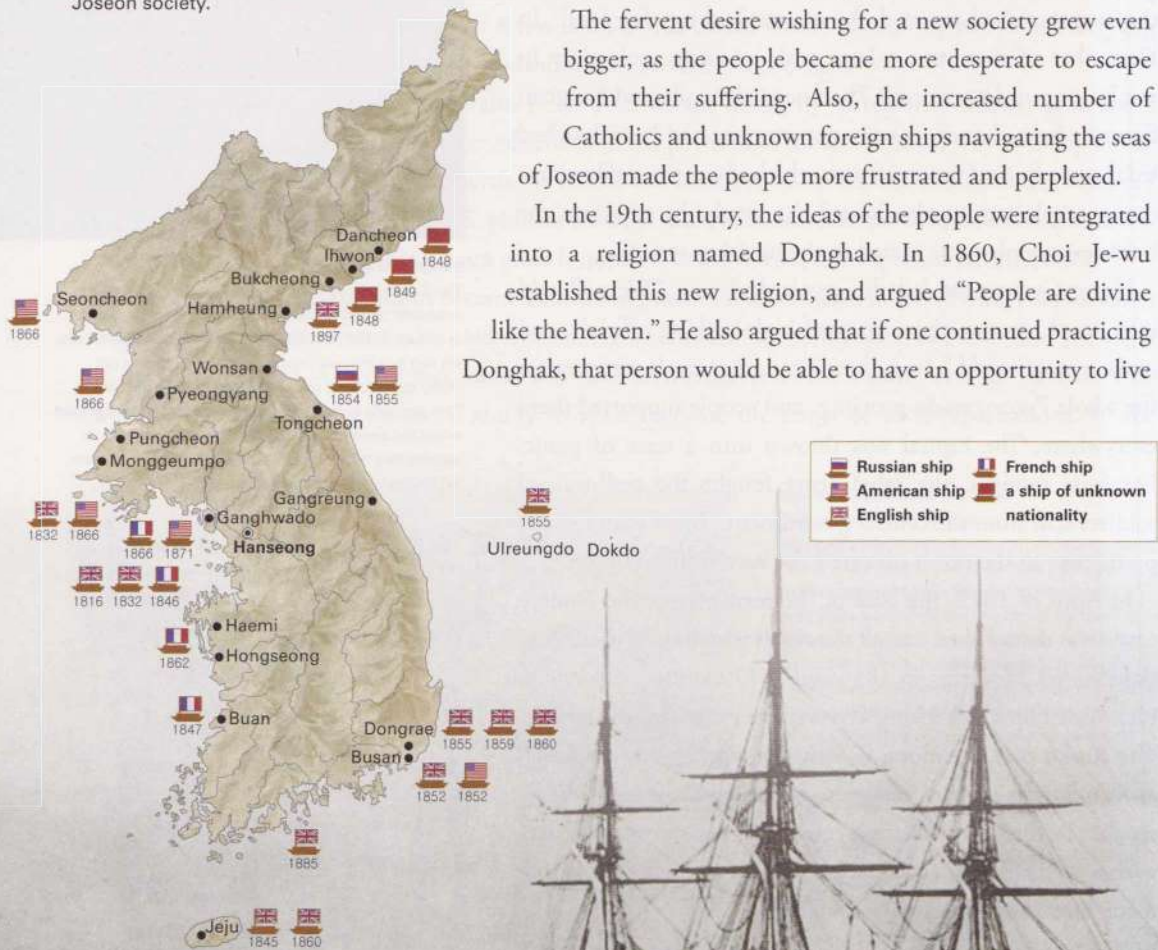 Joseon society.
The fervent desire wishing for a new society grew even
bigger, as the people became more desperate to escape
from their suffering. Also, the increased number of
Catholics and unknown foreign ships navigating the seas
of Joseon made the people more frustrated and perplexed.
In the 19th century, the ideas of the people were integrated
into a religion named Donghak. In 1860, Choi Je-wu
established this new religion, and argued “People are divine
like the heaven.” He also argued that if one continued practicing
Donghak, that person would be able to have an opportunity to live
Dancheon
1848
Ihwon
1849
Bukcheong
1848
Seoncheon
1866
Hamheung
1897
Wonsan
1854 1855
1866
Pyeongyang
Tongcheon
Pungcheon
Monggeumpo
Russian ship
French ship
American ship
a ship of unknown
nationality
English ship
Gangreung
1855
Ulreungdo Dokdo
1832 1866
Ganghwado
1866 1871
Hanseong
1816 1832 1846
Haemi
1862
Hongseong
1847
Buan
Dongrae
1855 1859 1860
Busan
1852 1852
1885
Jeju
1845 1860